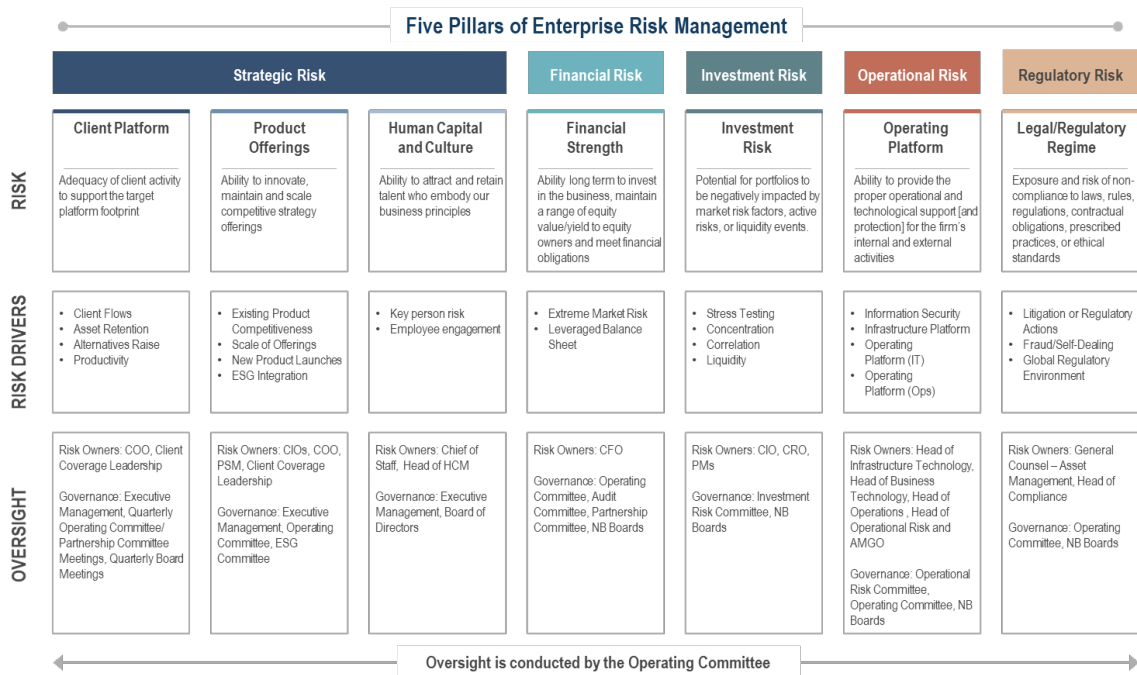 Five Pillars of Enterprise Risk Management
Strategic Risk
Financial Risk
Investment Risk
Operational Risk
Regulatory Risk
RISK
Client Platform
Adequacy of client activity
to support the target
platform footprint
Product
Offerings
Ability to innovate,
maintain and scale
competitive strategy
offerings
Human Capital
and Culture
Ability to attract and retain
talent who embody our
business principles
Financial
Strength
Ability long term to invest
in the business, maintain
a range of equity
value/yield to equity
owners and meet financial
obligations
Investment
Risk
Potential for portfolios to
be negatively impacted by
market risk factors, active
risks, or liquidity events.
Operating
Platform
Ability to provide the
proper operational and
technological support [and
protection] for the firm's
internal and external
activities
Legal/Regulatory
Regime
Exposure and risk of non-
compliance to laws, rules,
regulations, contractual
obligations, prescribed
practices, or ethical
standards
RISK DRIVERS
• Client Flows
• Asset Retention
• Alternatives Raise
• Productivity
• Existing Product
Competitiveness
• Scale of Offerings
• New Product Launches
• ESG Integration
• Key person risk
• Employee engagement
• Extreme Market Risk
• Leveraged Balance
Sheet
• Stress Testing
• Concentration
• Correlation
• Liquidity
• Information Security
• Infrastructure Platform
• Operating
Platform (IT)
• Operating
Platform (Ops)
• Litigation or Regulatory
Actions
• Fraud/Self-Dealing
• Global Regulatory
Environment
OVERSIGHT
Risk Owners: COO, Client
Coverage Leadership
Governance: Executive
Management, Quarterly
Operating Committee/
Partnership Committee
Meetings, Quarterly Board
Meetings
Risk Owners: CIOs, COO,
PSM, Client Coverage
Leadership
Governance: Executive
Management, Operating
Committee, ESG
Committee
Risk Owners: Chief of
Staff, Head of HCM
Governance: Executive
Management, Board of
Directors
Risk Owners: CFO
Governance: Operating
Committee, Audit
Committee, Partnership
Committee, NB Boards
Risk Owners: CIO, CRO,
PMs
Governance: Investment
Risk Committee, NB
Boards
Risk Owners: Head of
Infrastructure Technology,
Head of Business
Technology, Head of
Operations , Head of
Operational Risk and
AMGO
Governance: Operational
Risk Committee,
Operating Committee, NB
Boards
Risk Owners: General
Counsel – Asset
Management, Head of
Compliance
Governance: Operating
Committee, NB Boards
Oversight is conducted by the Operating Committee